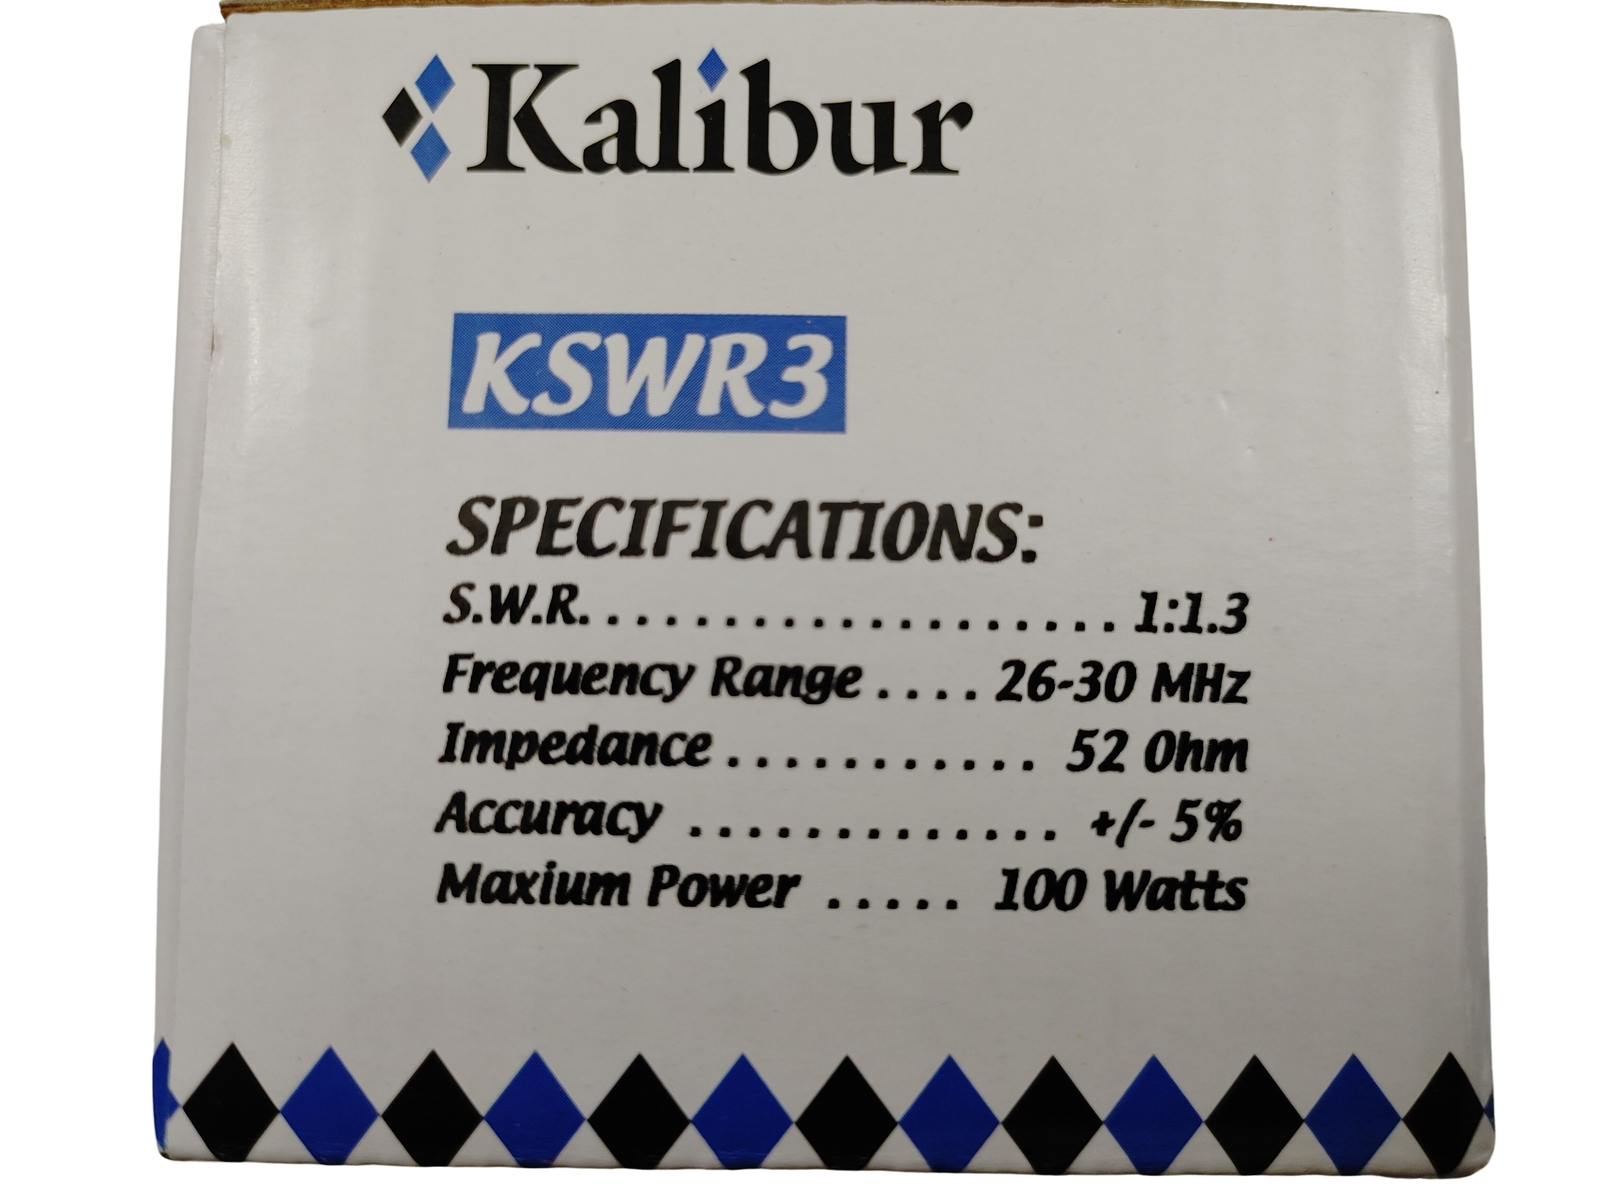 Kalibur
KSWR3
SPECIFICATIONS:
S.W.R. . . . . . . . . . . . . . . . . . . 1:1.3
Frequency Range . . . . 26-30 MHz
Impedance . . . . . . . . . . . 52 Ohm
Accuracy . . . . . . . . . . . . . +/- 5%
Maxium Power . . . . . 100 Watts